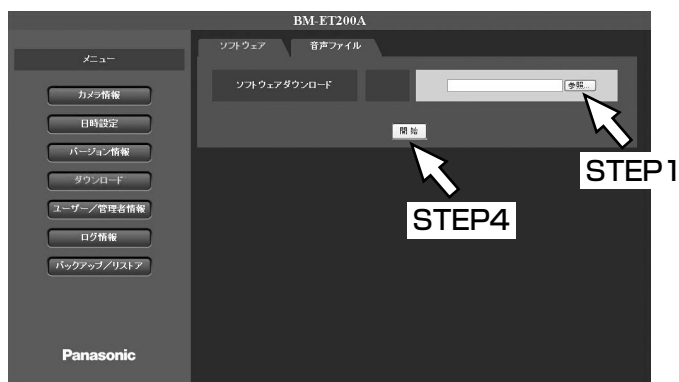 BM-ET200A
メニュー
カメラ情報
日時設定
バージョン情報
ダウンロード
ユーザー/管理者情報
ログ情報
バックアップ/リストア
Panasonic
ソフトウェア
音声ファイル
ソフトウェアダウンロード
参照...
開始
STEP1
STEP4